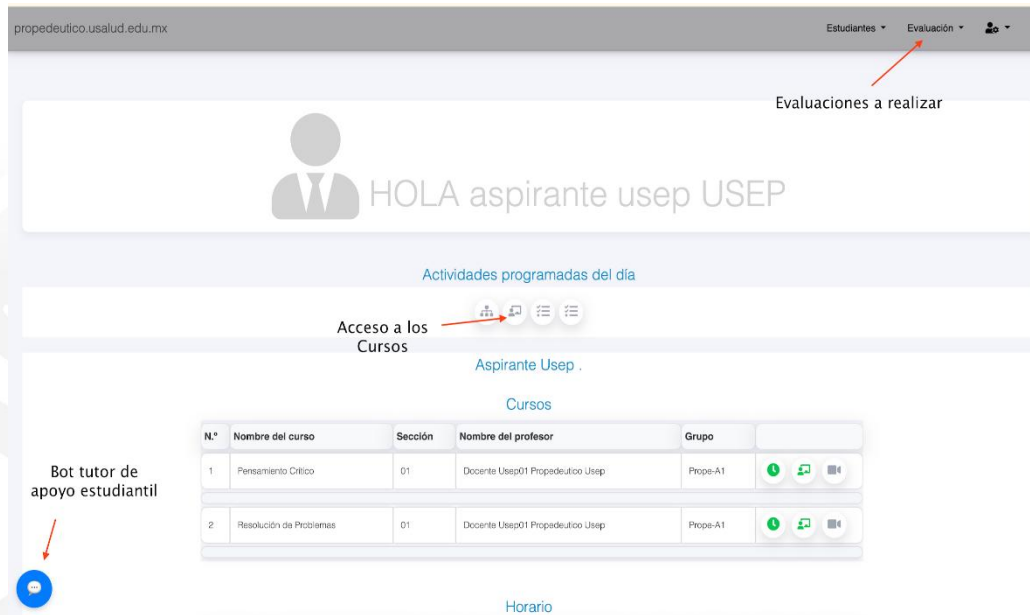 propedeutico.usalud.edu.mx
Estudiantes
Evaluación
Evaluaciones a realizar
HOLA aspirante usep USEP
Actividades programadas del día
Acceso a los
Cursos
Aspirante Usep .
Cursos
N.° Nombre del curso Sección Nombre del profesor Grupo
1 Pensamiento Crítico 01 Docente Usep01 Propedeutico Usep Prope-A1
2 Resolución de Problemas 01 Docente Usep01 Propedeutico Usep Prope-A1
Bot tutor de
apoyo estudiantil
Horario